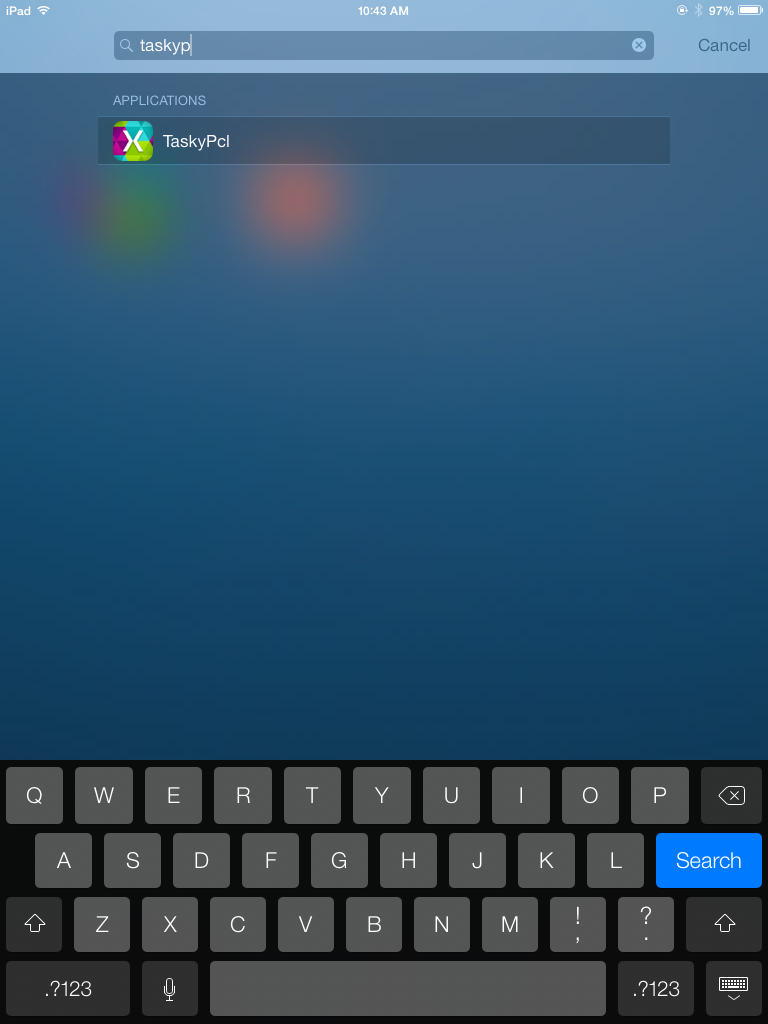 iPad 10:43 AM 97%
taskyp Cancel
APPLICATIONS
TaskyPcl
Q W E R T Y U I O P
A S D F G H J K L Search
Z X C V B N M ! , ? .
.?123 .?123